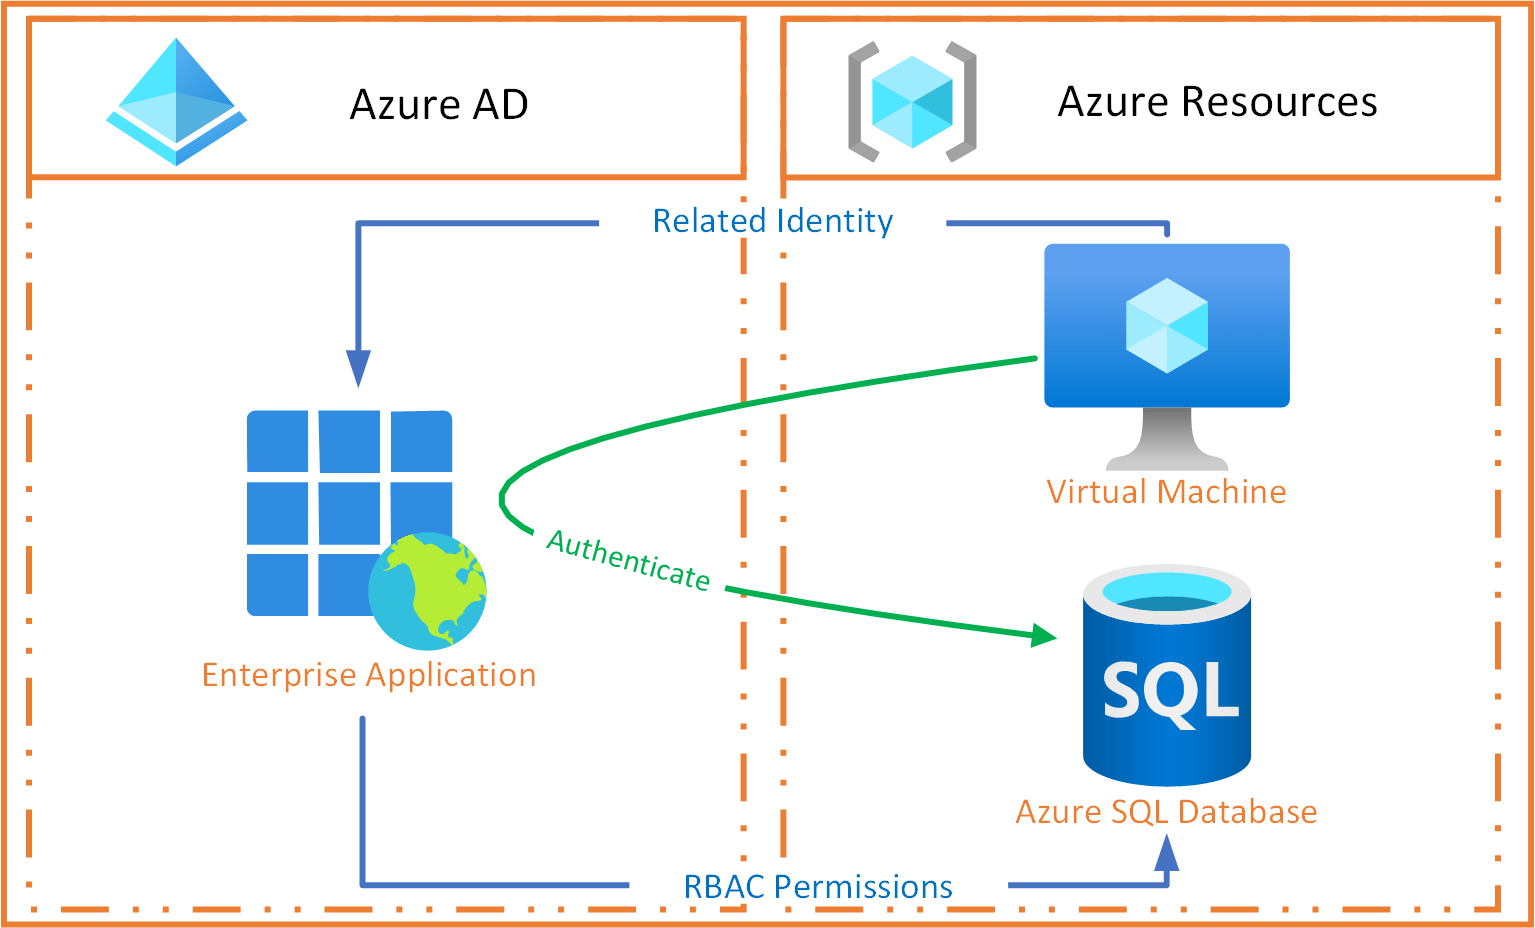 Azure AD
Azure Resources
Related Identity
Virtual Machine
Authenticate
Enterprise Application
SQL
Azure SQL Database
RBAC Permissions